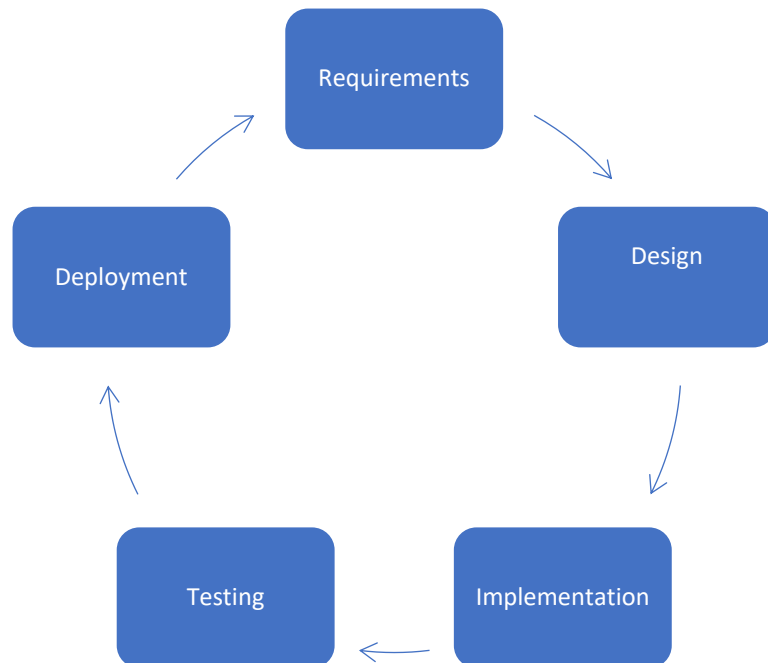 Requirements
Design
Implementation
Testing
Deployment